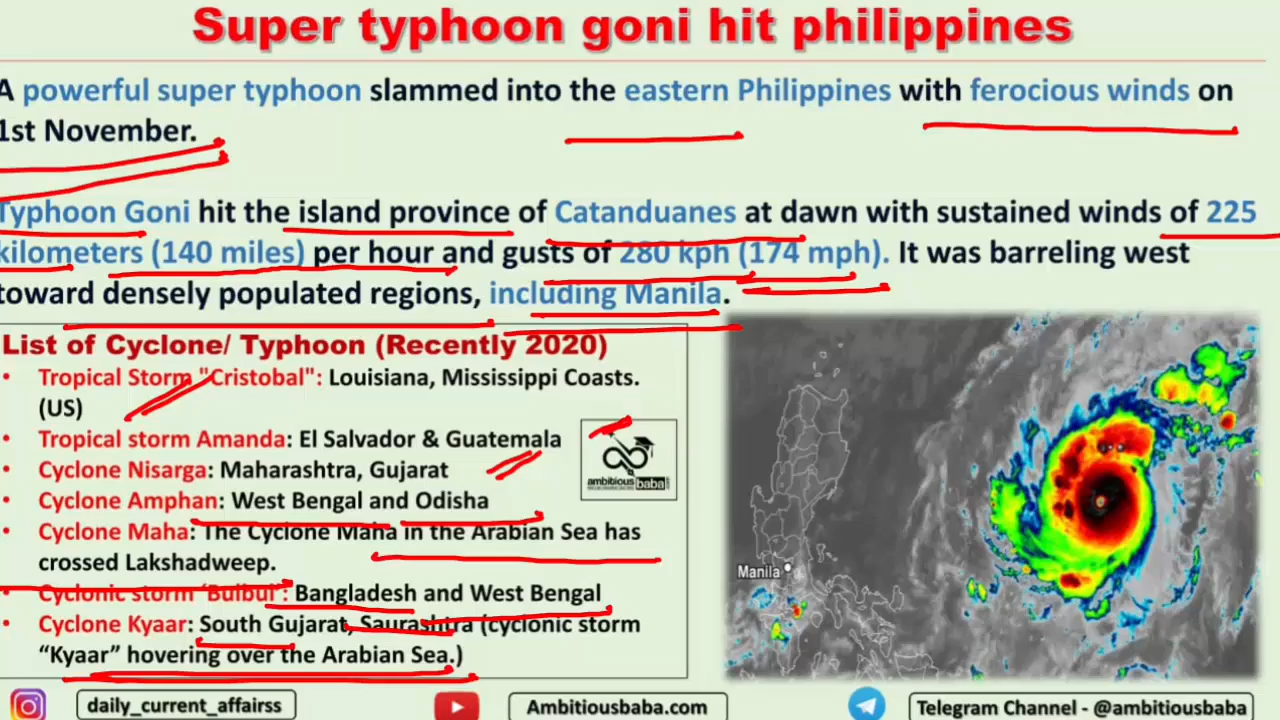 Super typhoon goni hit philippines
A powerful super typhoon slammed into the eastern Philippines with ferocious winds on
1st November.
Typhoon Goni hit the island province of Catanduanes at dawn with sustained winds of 225
kilometers (140 miles) per hour and gusts of 280 kph (174 mph). It was barreling west
toward densely populated regions, including Manila.
List of Cyclone/ Typhoon (Recently 2020)
• Tropical Storm "Cristobal": Louisiana, Mississippi Coasts.
(US)
• Tropical storm Amanda: El Salvador & Guatemala
• Cyclone Nisarga: Maharashtra, Gujarat
• Cyclone Amphan: West Bengal and Odisha
• Cyclone Maha: The Cyclone Maha in the Arabian Sea has
crossed Lakshadweep.
• Cyclonic storm 'Bulbul': Bangladesh and West Bengal
• Cyclone Kyaar: South Gujarat, Saurashtra (cyclonic storm
“Kyaar” hovering over the Arabian Sea.)
ambitious baba
Manila
daily_current_affairss
Ambitiousbaba.com
Telegram Channel - @ambitiousbaba